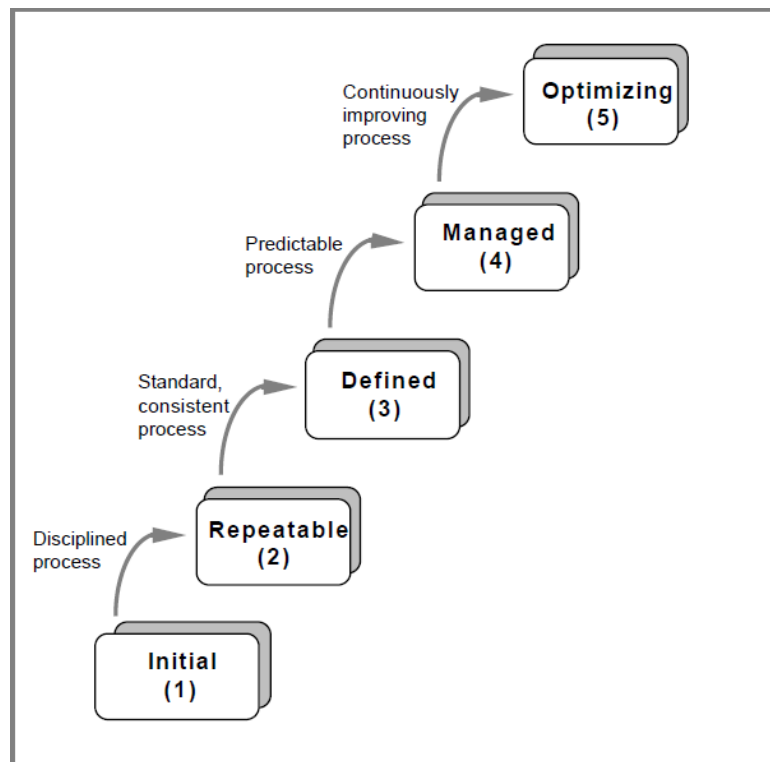 Continuously
improving
process
Optimizing
(5)
Predictable
process
Managed
(4)
Standard,
consistent
process
Defined
(3)
Disciplined
process
Repeatable
(2)
Initial
(1)